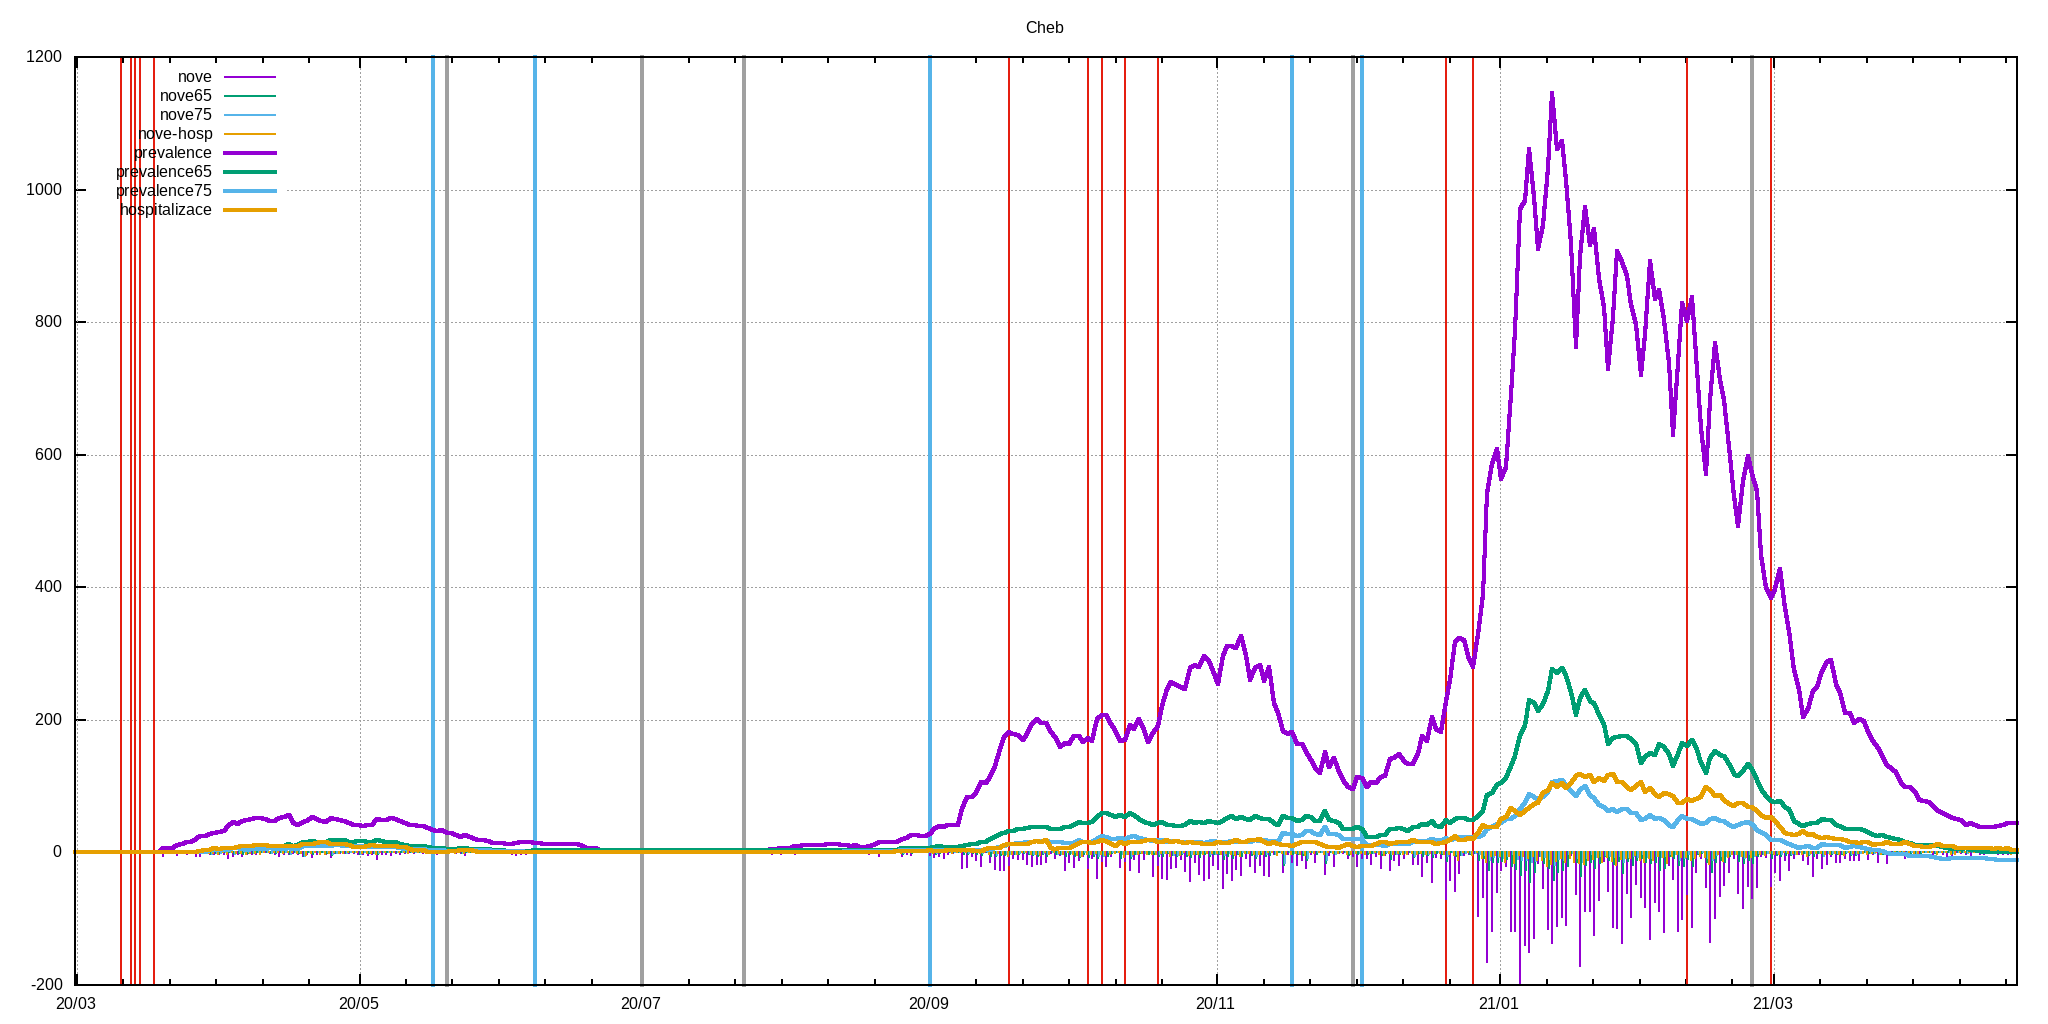 Cheb
1200
nove
nove65
nove75
nove-hosp
prevalence
prevalence65
prevalence75
hospitalizace
1000
800
600
400
200
0
-200
20/03 20/05 20/07 20/09 20/11 21/01 21/03